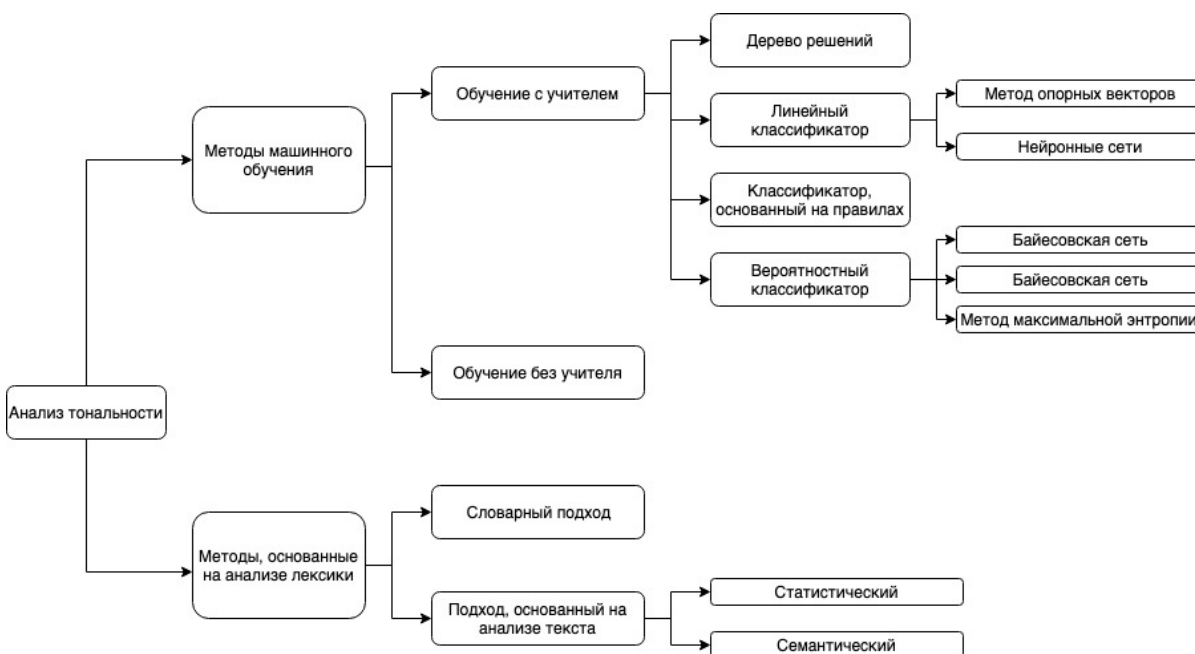 Дерево решений
Обучение с учителем
Линейный
классификатор
Метод опорных векторов
Нейронные сети
Методы машинного
обучения
Классификатор,
основанный на правилах
Вероятностный
классификатор
Байесовская сеть
Байесовская сеть
Метод максимальной энтропии
Обучение без учителя
Анализ тональности
Словарный подход
Методы, основанные
на анализе лексики
Подход, основанный на
анализе текста
Статистический
Семантический